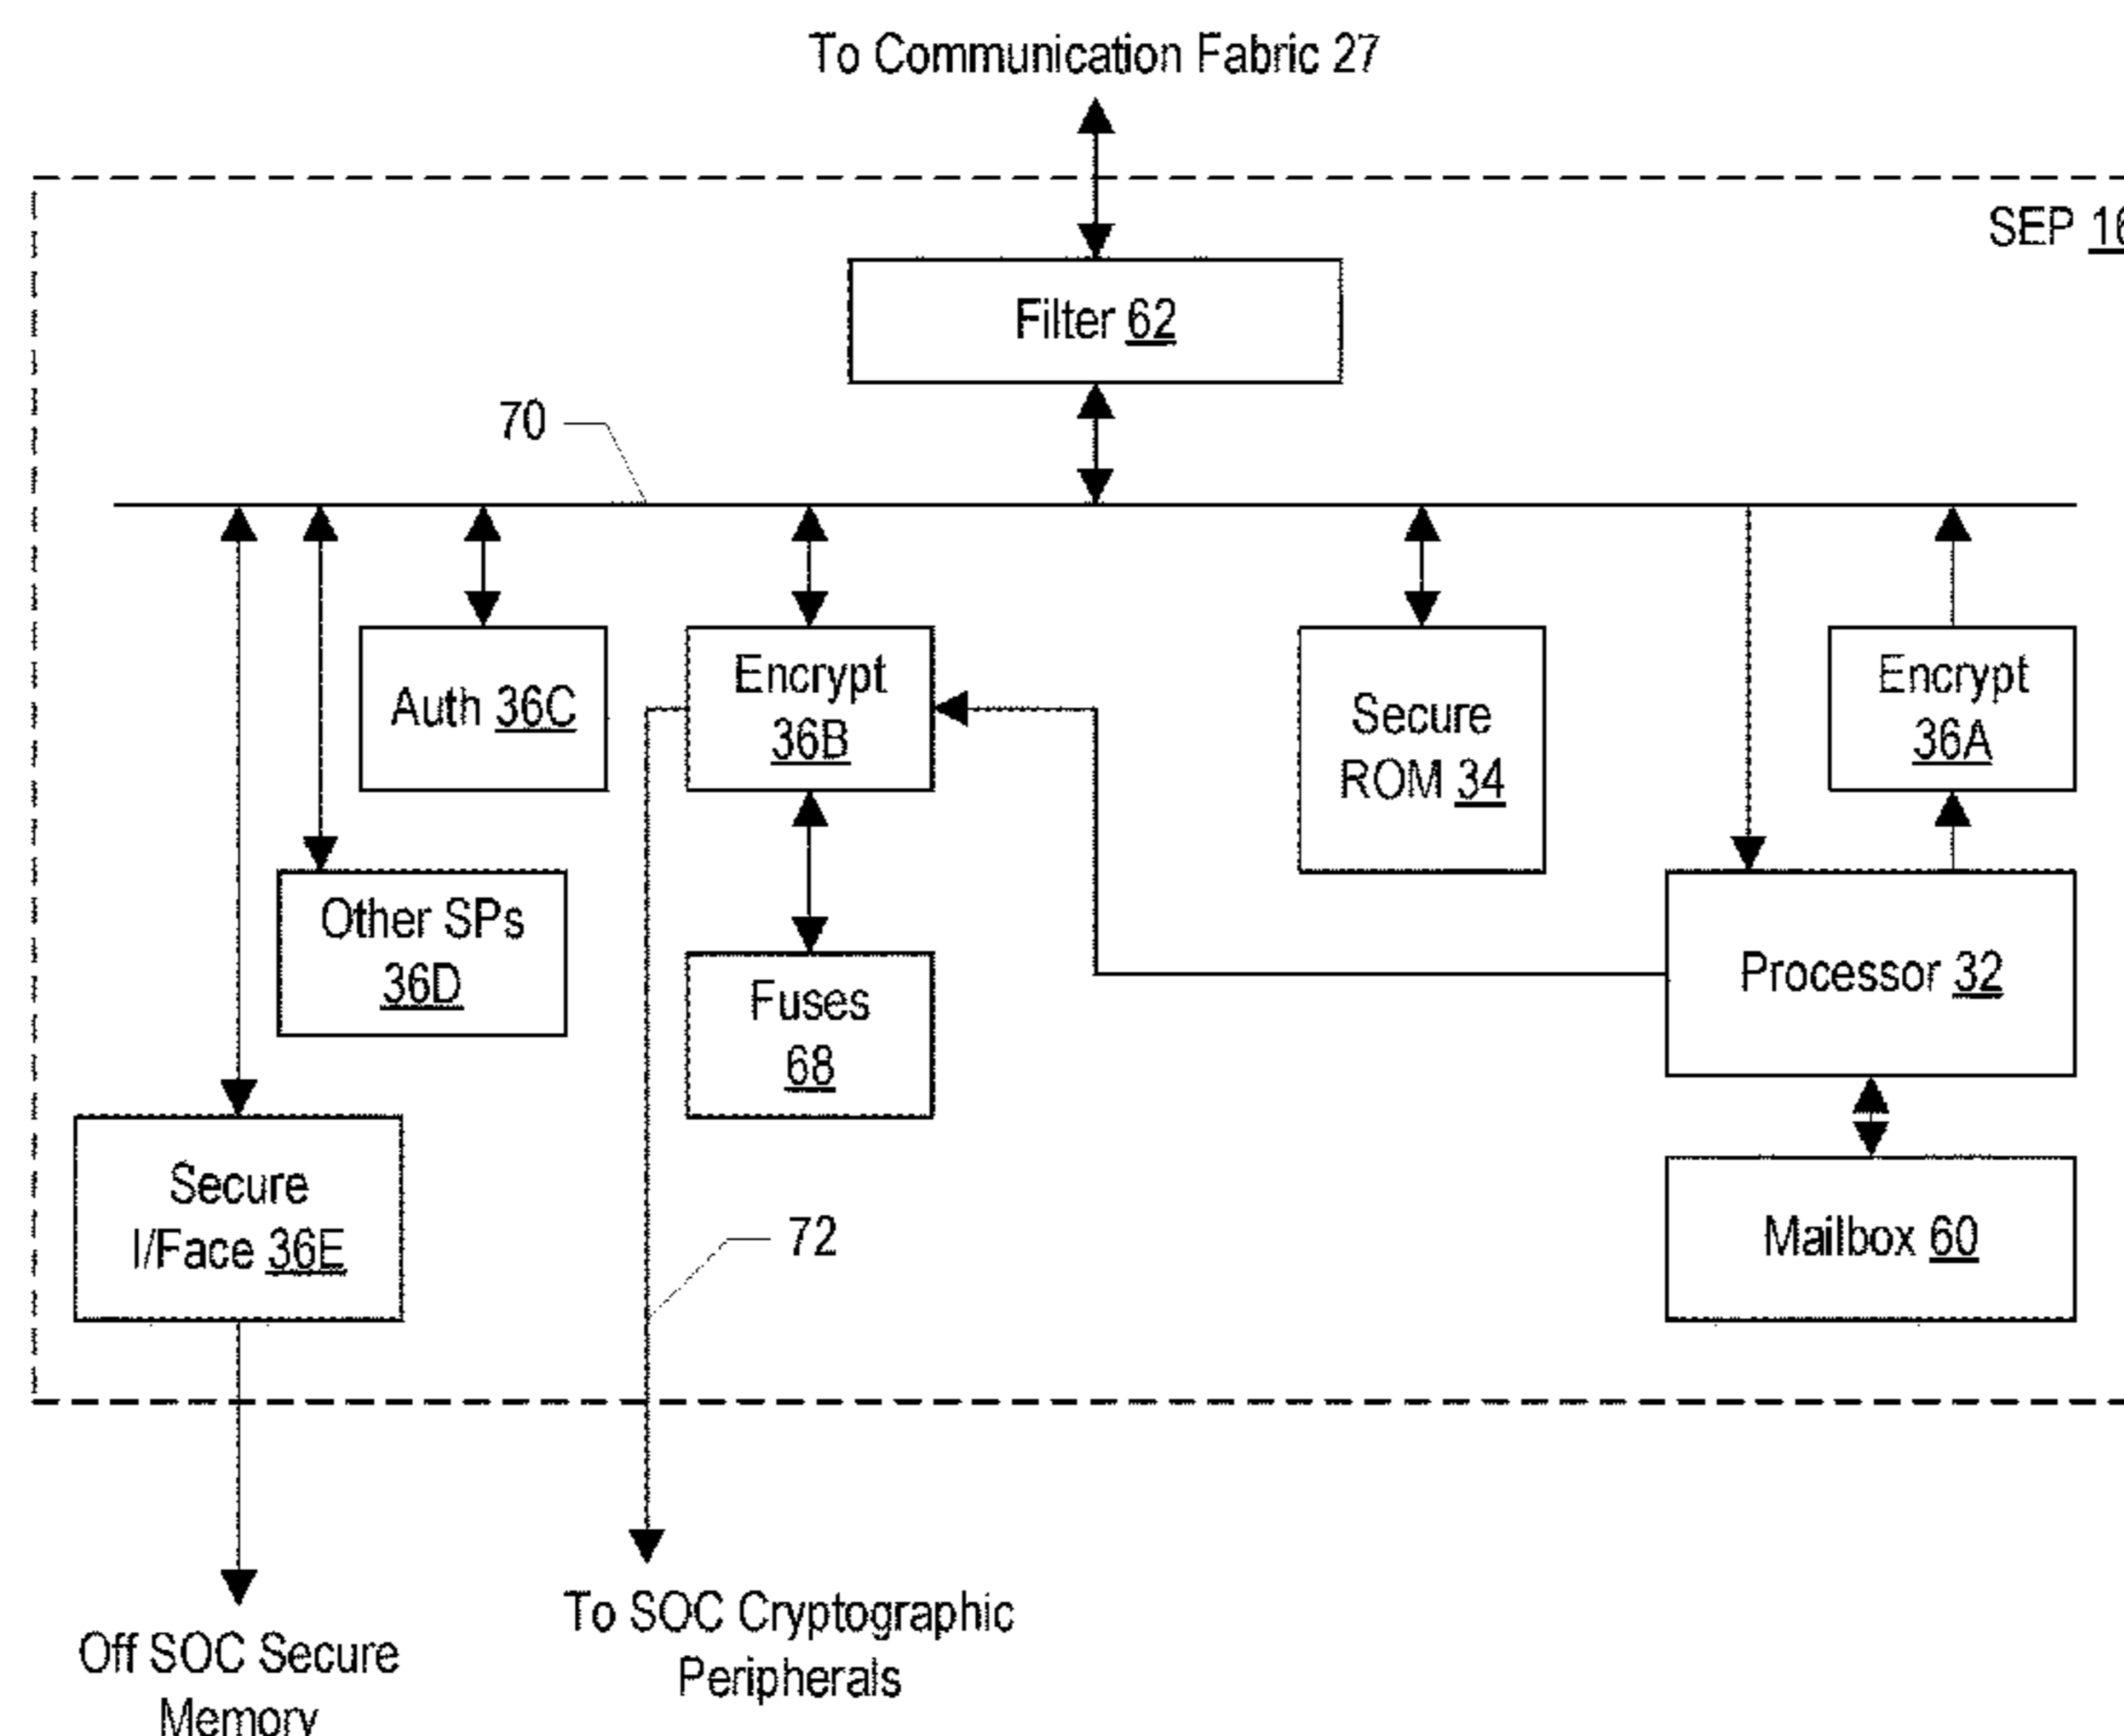 To Communication Fabric 27
SEP 16
Filter 62
70
Auth 36C
Encrypt
36B
Secure
ROM 34
Encrypt
36A
Other SPs
36D
Fuses
68
Processor 32
Secure
I/Face 36E
72
Mailbox 60
Off SOC Secure
Memory
To SOC Cryptographic
Peripherals